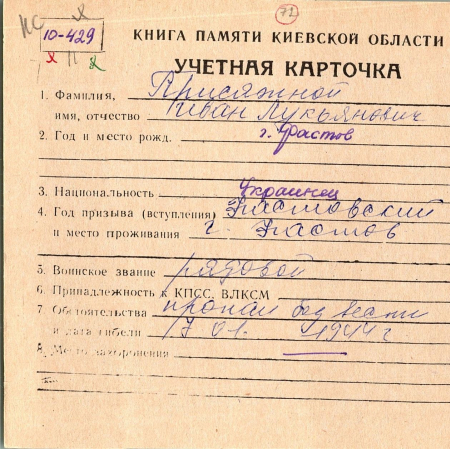 71
ИС
10-429
х П х
КНИГА ПАМЯТИ КИЕВСКОЙ ОБЛАСТИ
УЧЕТНАЯ КАРТОЧКА
1. Фамилия, Присяжной
имя, отчество Иван Лукьянович
2. Год и место рожд. г. Фастов
3. Национальность Украинец
4. Год призыва (вступления) Фастовский
и место проживания г. Фастов
5. Воинское звание рядовой
6. Принадлежность к КПСС, ВЛКСМ
7. Обстоятельства пропал без вести
и дата гибели 17 01. 1944 г
8. Место захоронения —